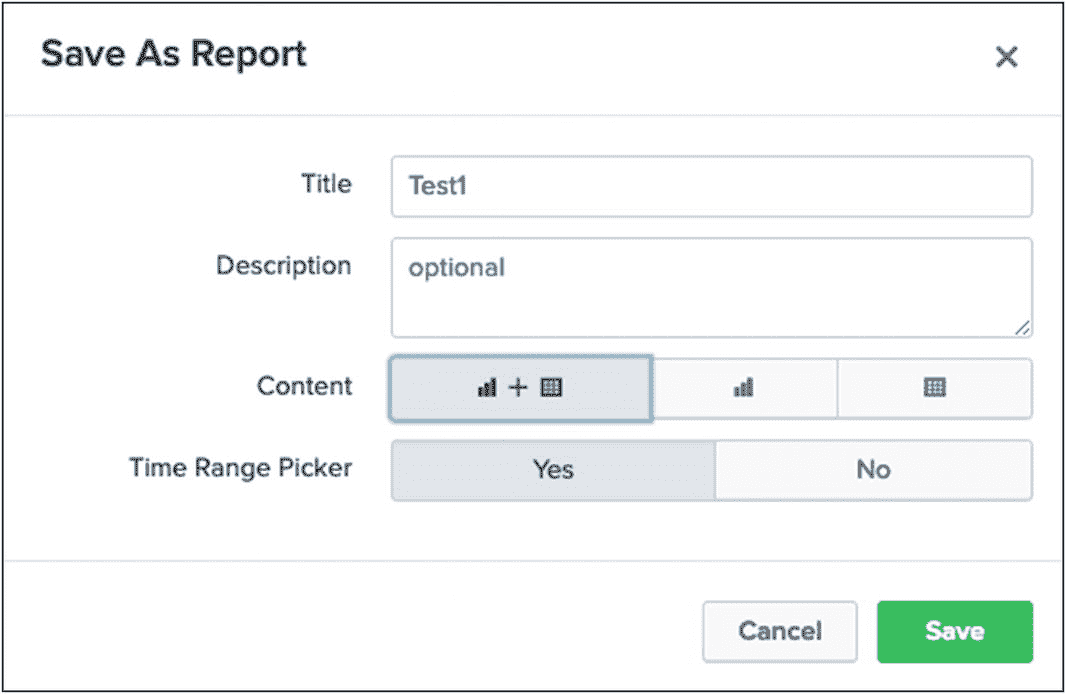 Save As Report
Title Test1
Description optional
Content
Time Range Picker Yes No
Cancel Save